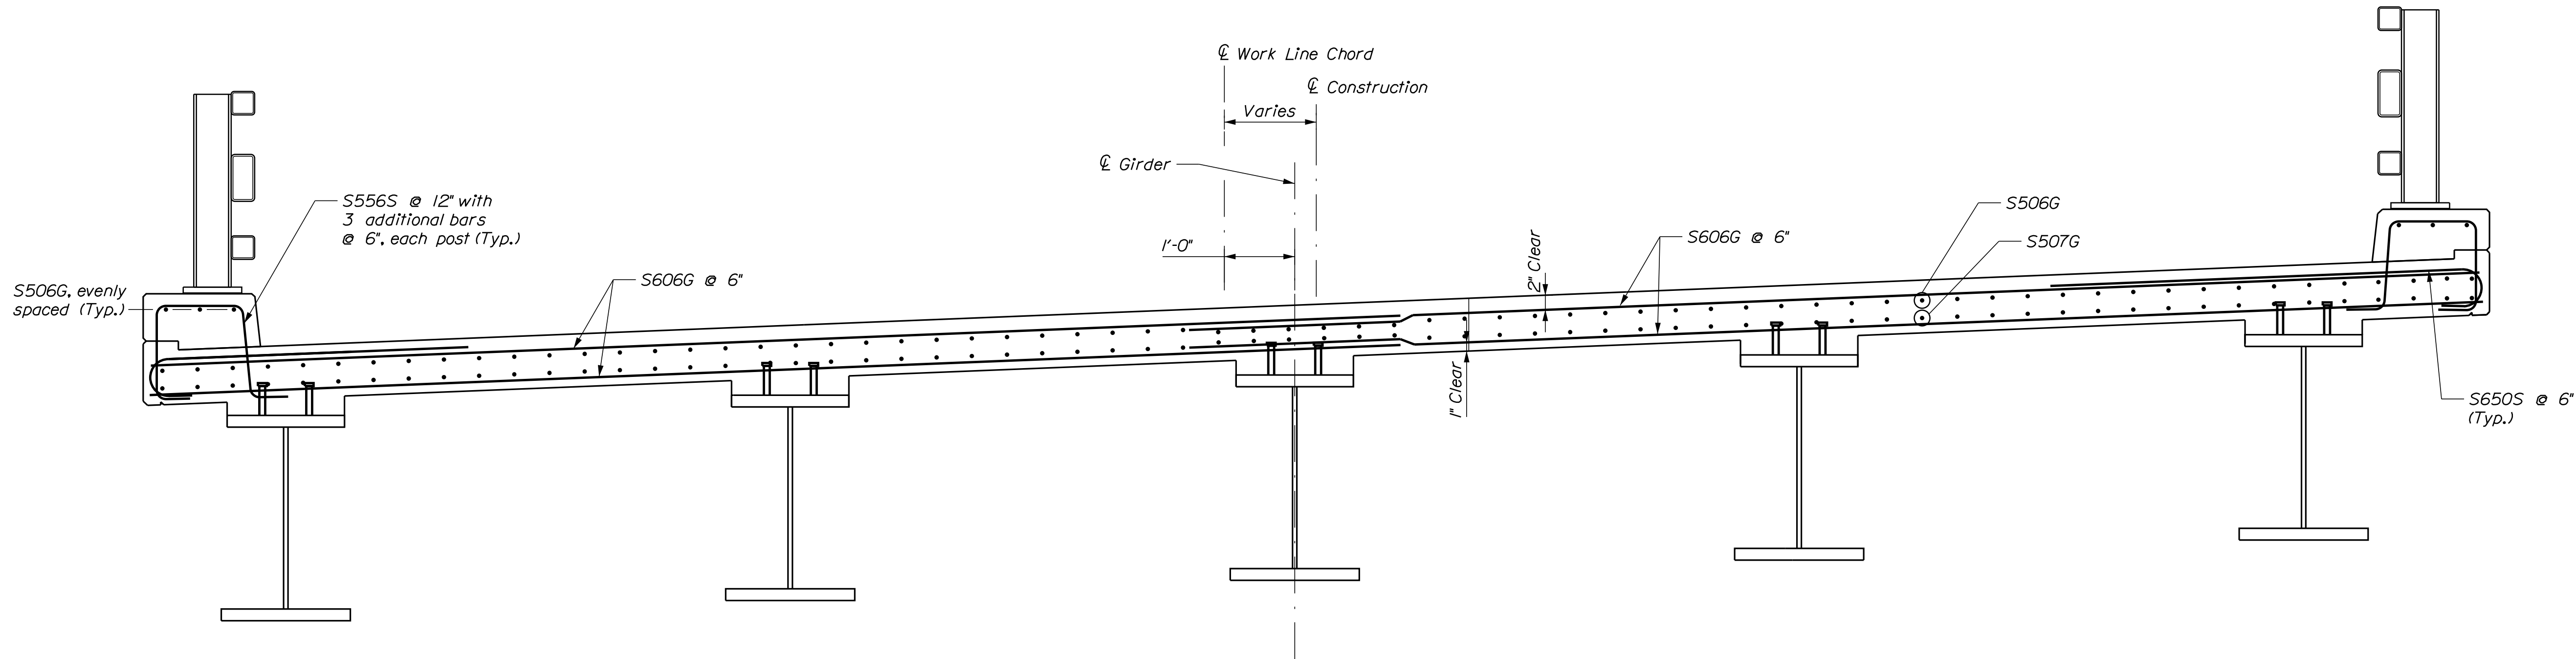 ℄ Work Line Chord
℄ Construction
Varies
℄ Girder
1'-0"
S556S @ 12" with
3 additional bars
@ 6", each post (Typ.)
S506G, evenly
spaced (Typ.)
S606G @ 6"
2" Clear
1" Clear
S606G @ 6"
S506G
S507G
S650S @ 6"
(Typ.)